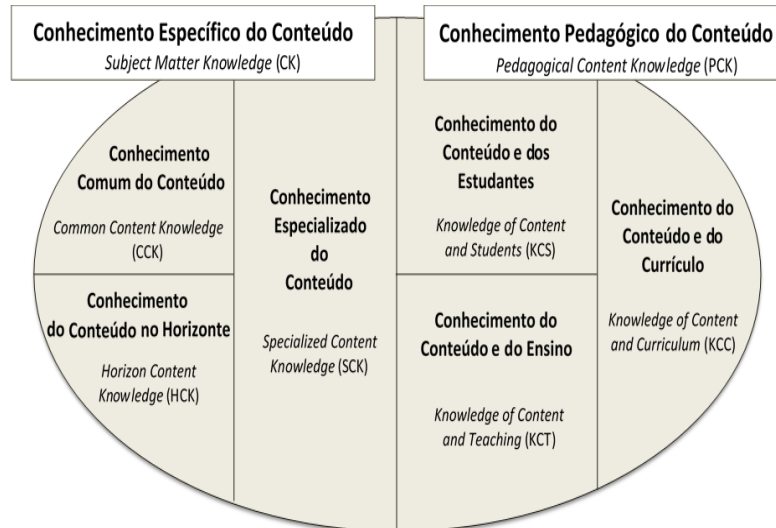 Conhecimento Específico do Conteúdo
Subject Matter Knowledge (CK)
Conhecimento Pedagógico do Conteúdo
Pedagogical Content Knowledge (PCK)
Conhecimento
Comum do Conteúdo
Common Content Knowledge
(CCK)
Conhecimento
do Conteúdo no Horizonte
Horizon Content
Knowledge (HCK)
Conhecimento
Especializado
do
Conteúdo
Specialized Content
Knowledge (SCK)
Conhecimento do
Conteúdo e dos
Estudantes
Knowledge of Content
and Students (KCS)
Conhecimento do
Conteúdo e do Ensino
Knowledge of Content
and Teaching (KCT)
Conhecimento do
Conteúdo e do
Currículo
Knowledge of Content
and Curriculum (KCC)